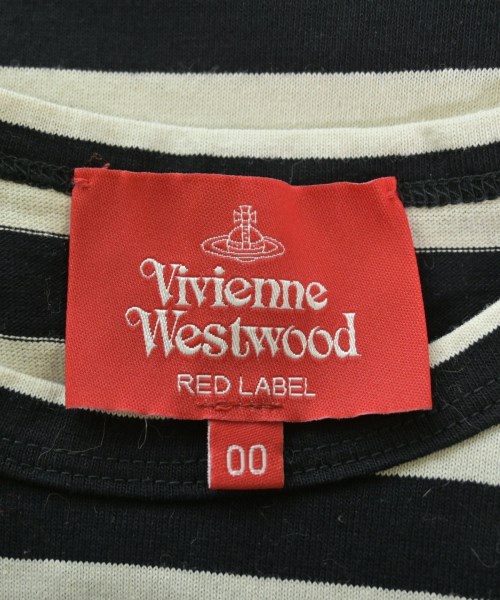 Vivienne
Westwood
RED LABEL
00